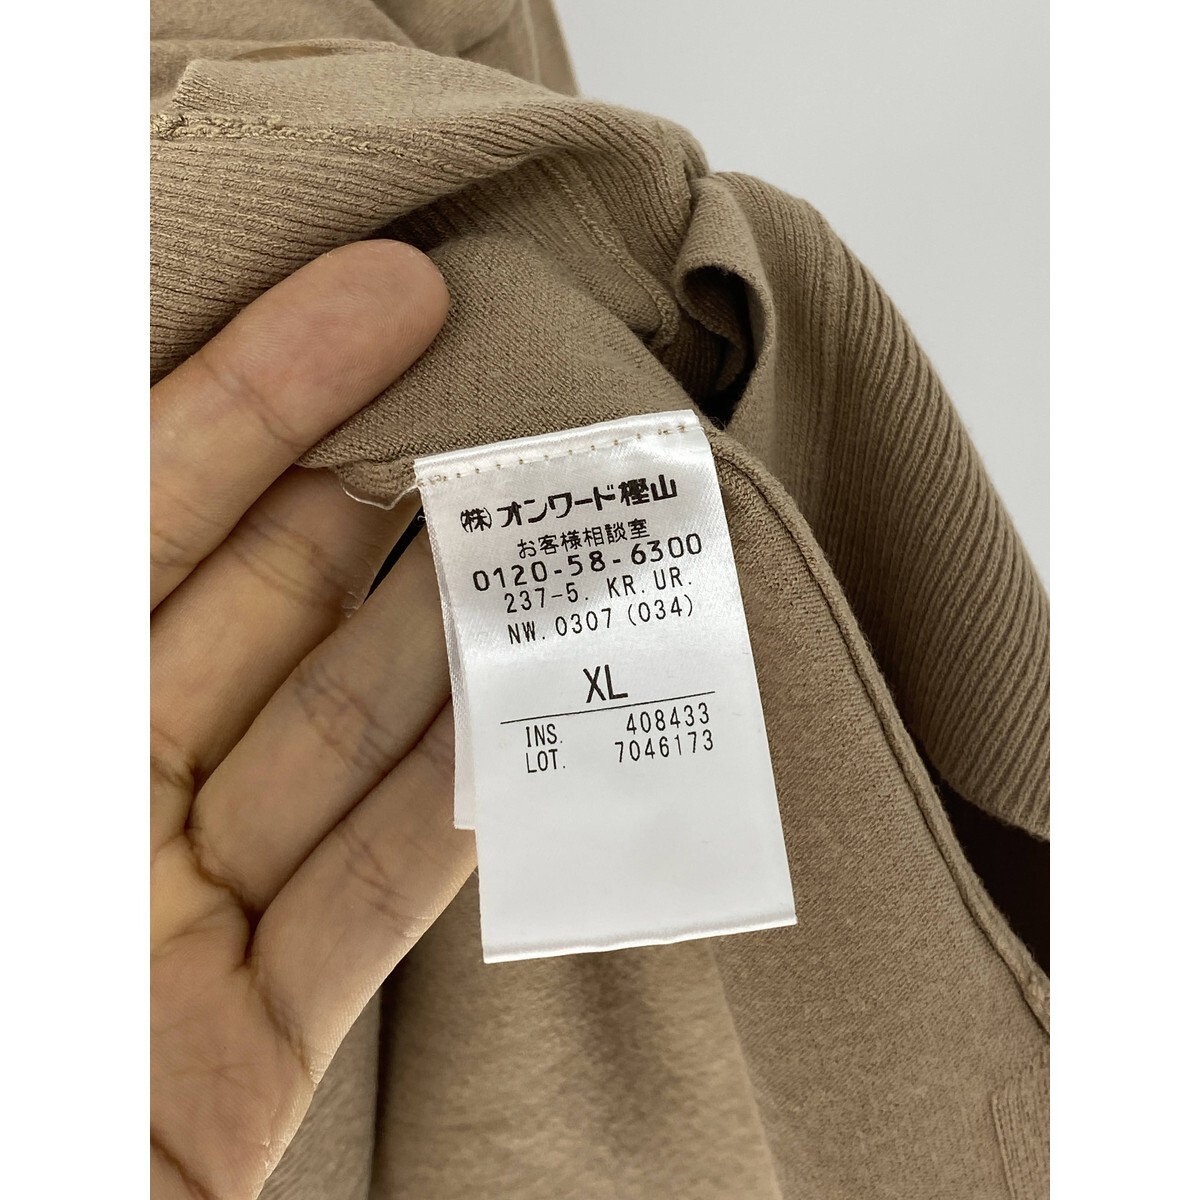 ㈱オンワード樫山
お客様相談室
0120-58-6300
237-5. KR.UR.
NW. 0307 (034)
XL
INS. 408433
LOT. 7046173